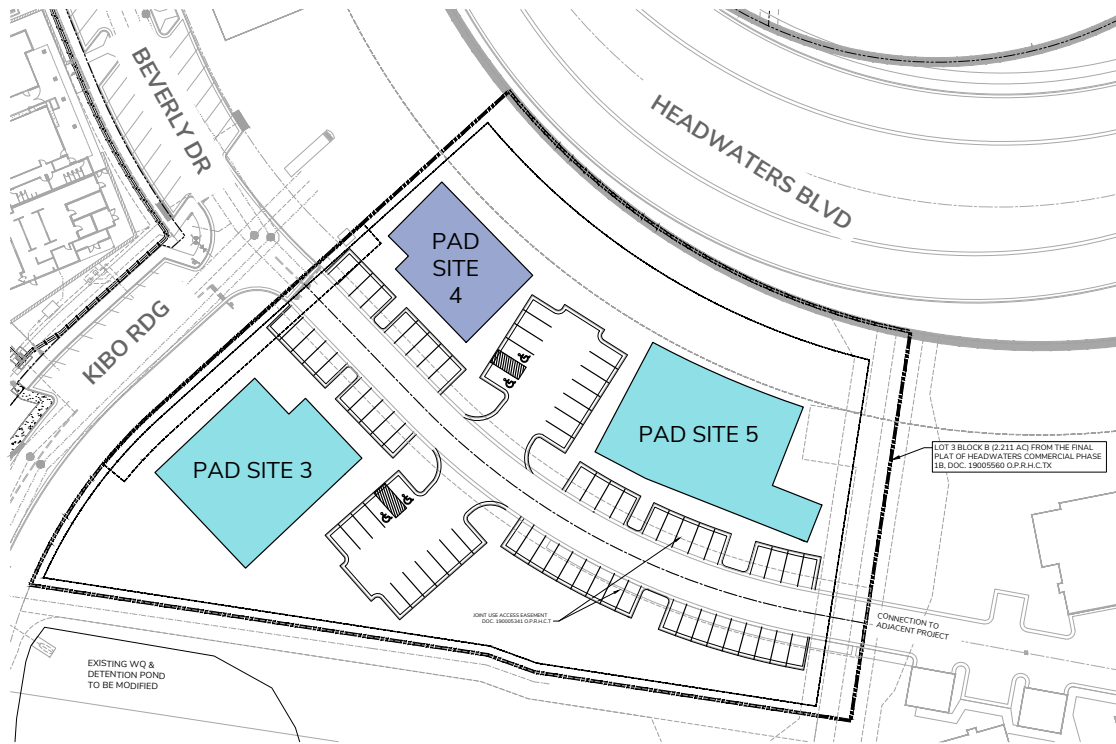 BEVERLY DR
HEADWATERS BLVD
KIBO RDG
PAD
SITE
4
PAD SITE 5
PAD SITE 3
LOT 3 BLOCK B (2.211 AC) FROM THE FINAL
PLAT OF HEADWATERS COMMERCIAL PHASE
1B, DOC. 19005560 O.P.R.H.C.TX
JOINT USE ACCESS EASEMENT
DOC. 190005341 O.P.R.H.C.T
CONNECTION TO
ADJACENT PROJECT
EXISTING WQ &
DETENTION POND
TO BE MODIFIED